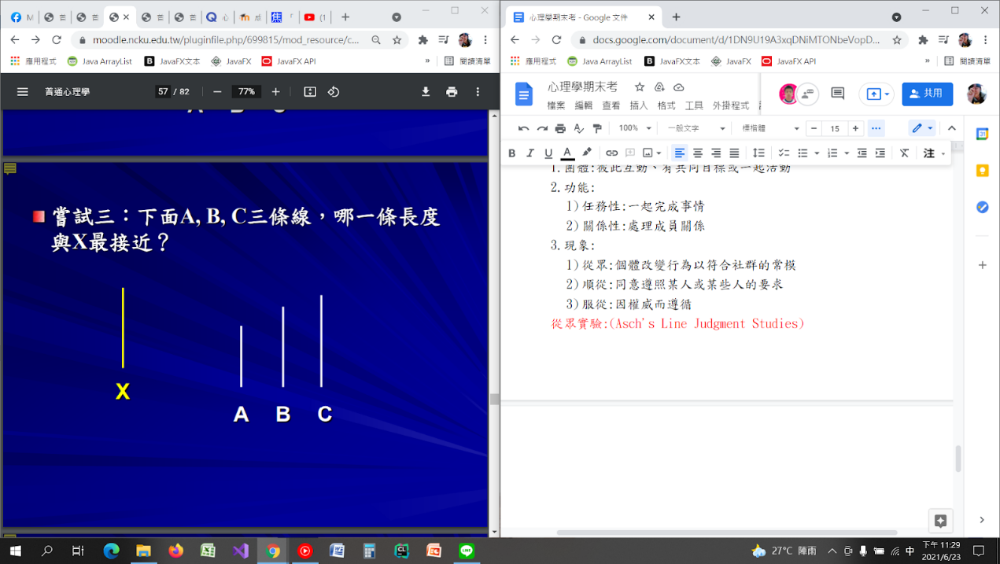 M
普
普
普
心
成
焦
(1
moodle.ncku.edu.tw/pluginfile.php/699815/mod_resource/c...
應用程式
Java ArrayList
JavaFX文本
JavaFX
JavaFX API
»
閱讀清單
普通心理學
57 / 82
77%
嘗試三：下面A, B, C三條線，哪一條長度
與X最接近？
X
A B C
心理學期末考 - Google 文件
docs.google.com/document/d/1DN9U19A3xqDNiMTONbeVopD...
應用程式
Java ArrayList
JavaFX文本
JavaFX
JavaFX API
»
閱讀清單
心理學期末考
檔案 編輯 查看 插入 格式 工具 外掛程式
共用
100%
一般文字
標楷體
15
B I U A
注
1.團體:彼此互動、有共同目標或一起活動
2.功能:
1)任務性:一起完成事情
2)關係性:處理成員關係
3.現象:
1)從眾:個體改變行為以符合社群的常模
2)順從:同意遵照某人或某些人的要求
3)服從:因權威而遵循
從眾實驗:(Asch's Line Judgment Studies)
27°C 陣雨
中
下午 11:29
2021/6/23